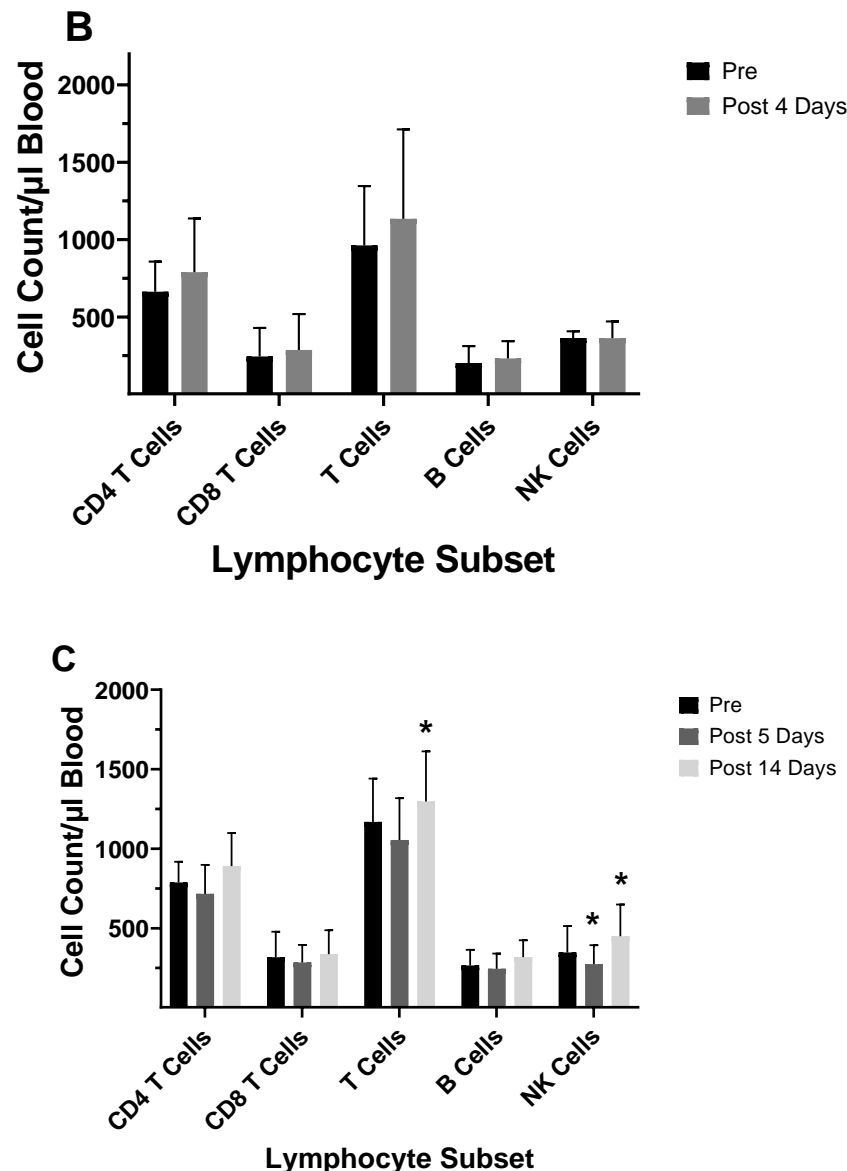 B
Pre
Post 4 Days
Cell Count/µl Blood
2000
1500
1000
500
CD4 T Cells
CD8 T Cells
T Cells
B Cells
NK Cells
Lymphocyte Subset
C
Pre
Post 5 Days
Post 14 Days
Cell Count/µl Blood
2000
1500
1000
500
*
*
*
CD4 T Cells
CD8 T Cells
T Cells
B Cells
NK Cells
Lymphocyte Subset